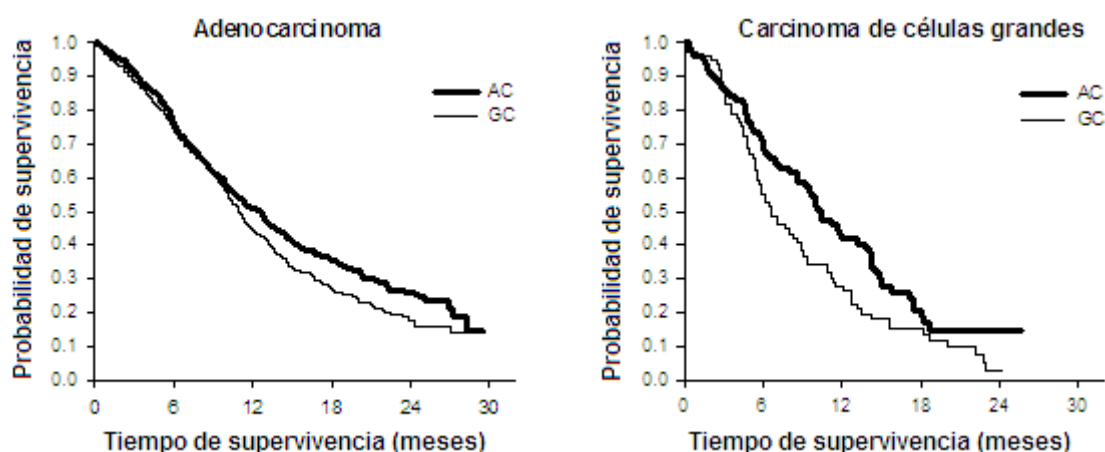 Adenocarcinoma
Probabilidad de supervivencia
1.0
0.9
0.8
0.7
0.6
0.5
0.4
0.3
0.2
0.1
0.0
AC
GC
0 6 12 18 24 30
Tiempo de supervivencia (meses)
Carcinoma de células grandes
Probabilidad de supervivencia
1.0
0.9
0.8
0.7
0.6
0.5
0.4
0.3
0.2
0.1
0.0
AC
GC
0 6 12 18 24 30
Tiempo de supervivencia (meses)